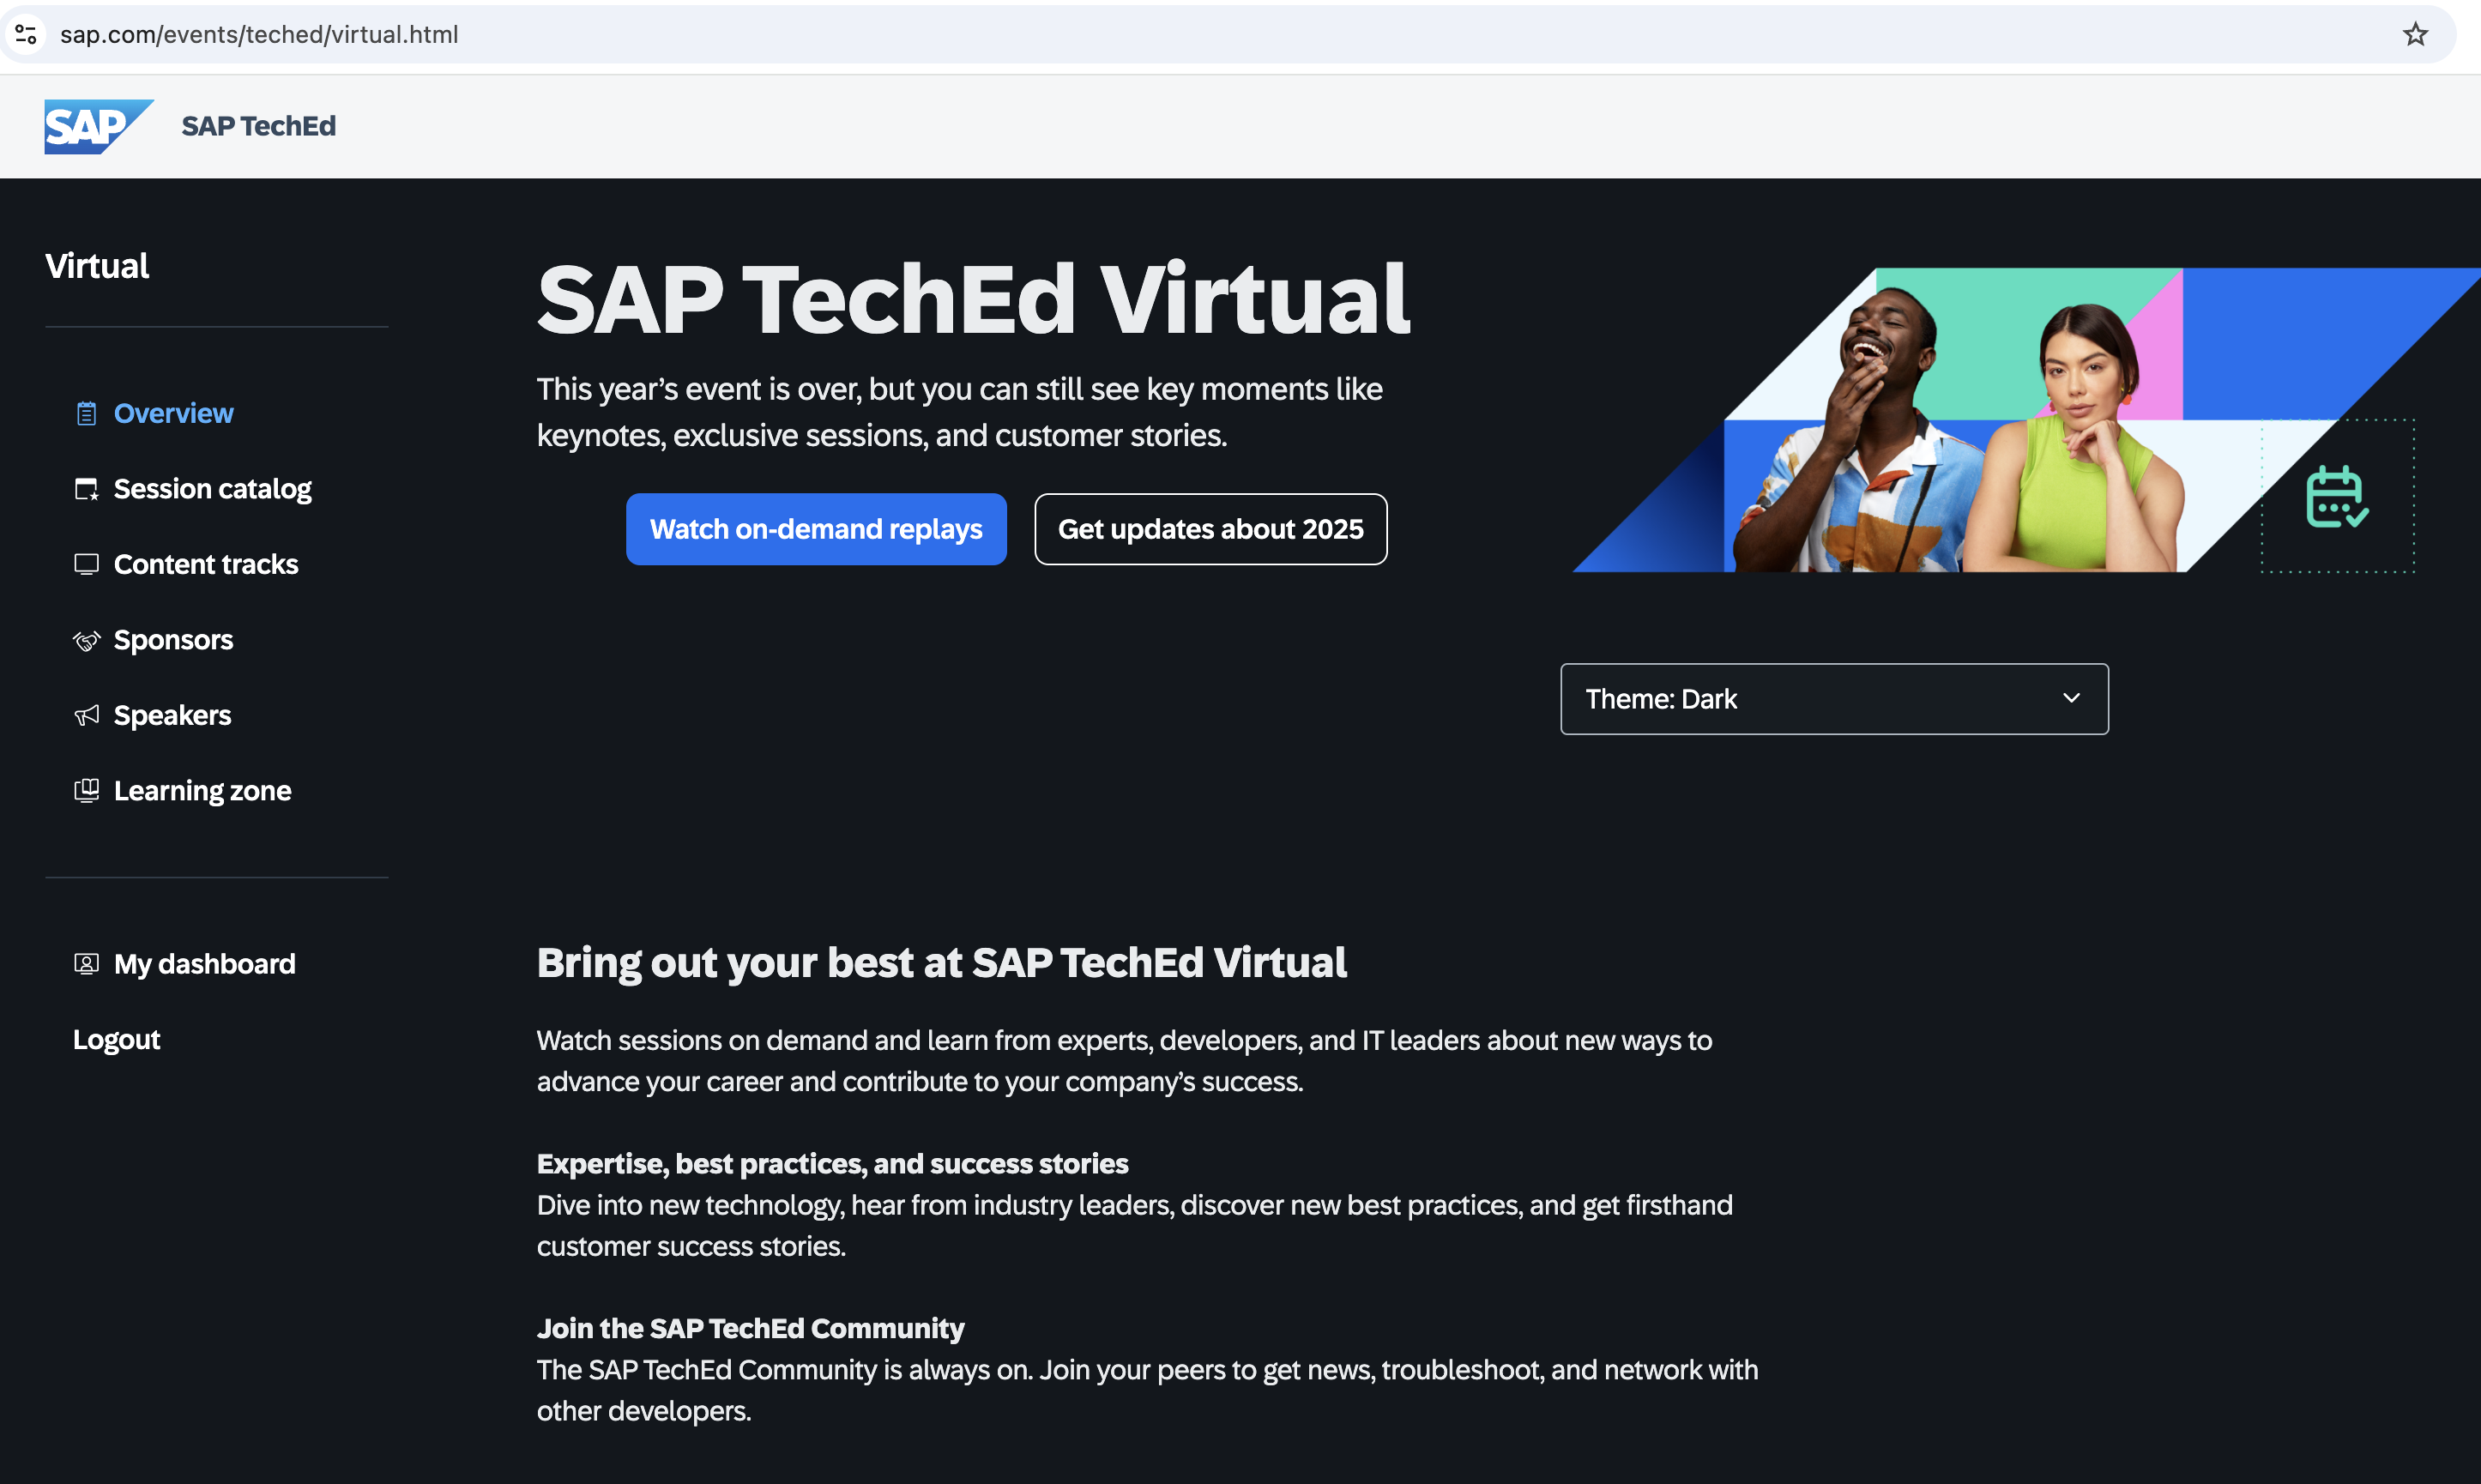 sap.com/events/teched/virtual.html
SAP
SAP TechEd
Virtual
Overview
Session catalog
Content tracks
Sponsors
Speakers
Learning zone
My dashboard
Logout
SAP TechEd Virtual
This year’s event is over, but you can still see key moments like
keynotes, exclusive sessions, and customer stories.
Watch on-demand replays
Get updates about 2025
Theme: Dark
Bring out your best at SAP TechEd Virtual
Watch sessions on demand and learn from experts, developers, and IT leaders about new ways to
advance your career and contribute to your company’s success.
Expertise, best practices, and success stories
Dive into new technology, hear from industry leaders, discover new best practices, and get firsthand
customer success stories.
Join the SAP TechEd Community
The SAP TechEd Community is always on. Join your peers to get news, troubleshoot, and network with
other developers.